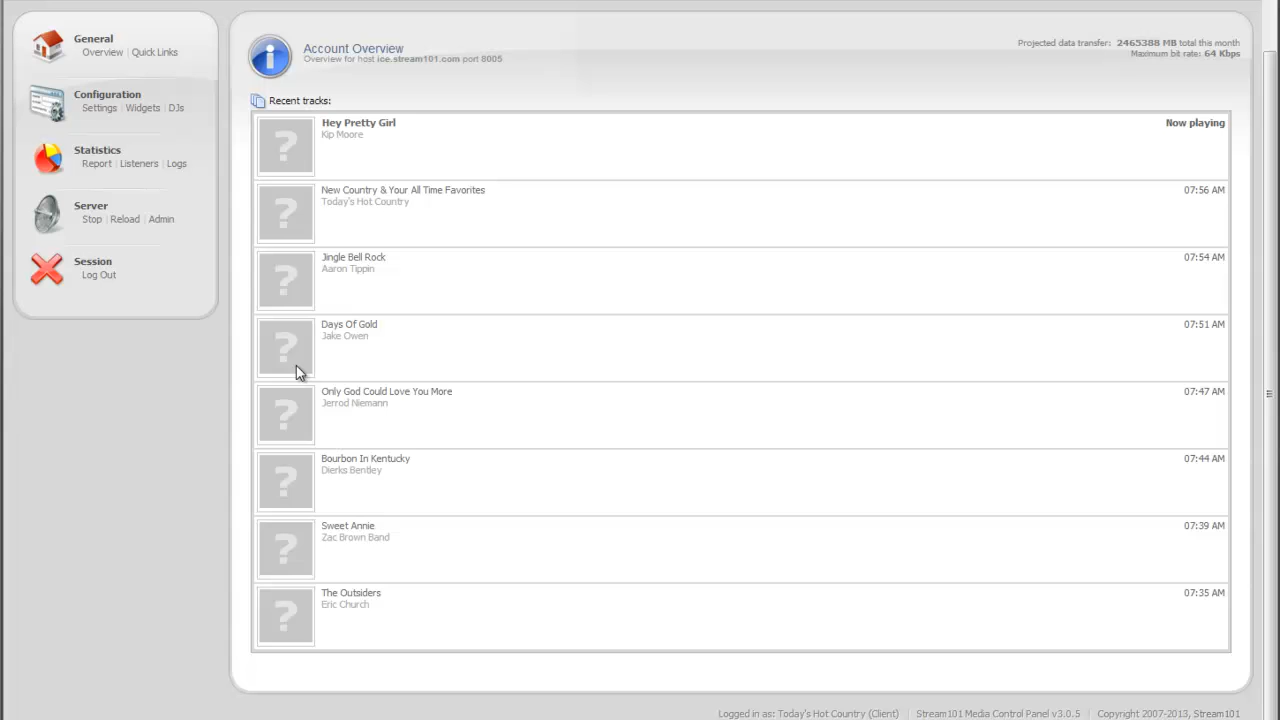 General
Overview | Quick Links
Configuration
Settings | Widgets | DJs
Statistics
Report | Listeners | Logs
Server
Stop | Reload | Admin
Session
Log Out
Account Overview
Overview for host ice.stream101.com port 8005
Projected data transfer: 2465388 MB total this month
Maximum bit rate: 64 Kbps
Recent tracks:
Hey Pretty Girl Now playing
Kip Moore
New Country & Your All Time Favorites 07:56 AM
Today's Hot Country
Jingle Bell Rock 07:54 AM
Aaron Tippin
Days Of Gold 07:51 AM
Jake Owen
Only God Could Love You More 07:47 AM
Jerrod Niemann
Bourbon In Kentucky 07:44 AM
Dierks Bentley
Sweet Annie 07:39 AM
Zac Brown Band
The Outsiders 07:35 AM
Eric Church
Logged in as: Today's Hot Country (Client) | Stream101 Media Control Panel v3.0.5 | Copyright 2007-2013, Stream101